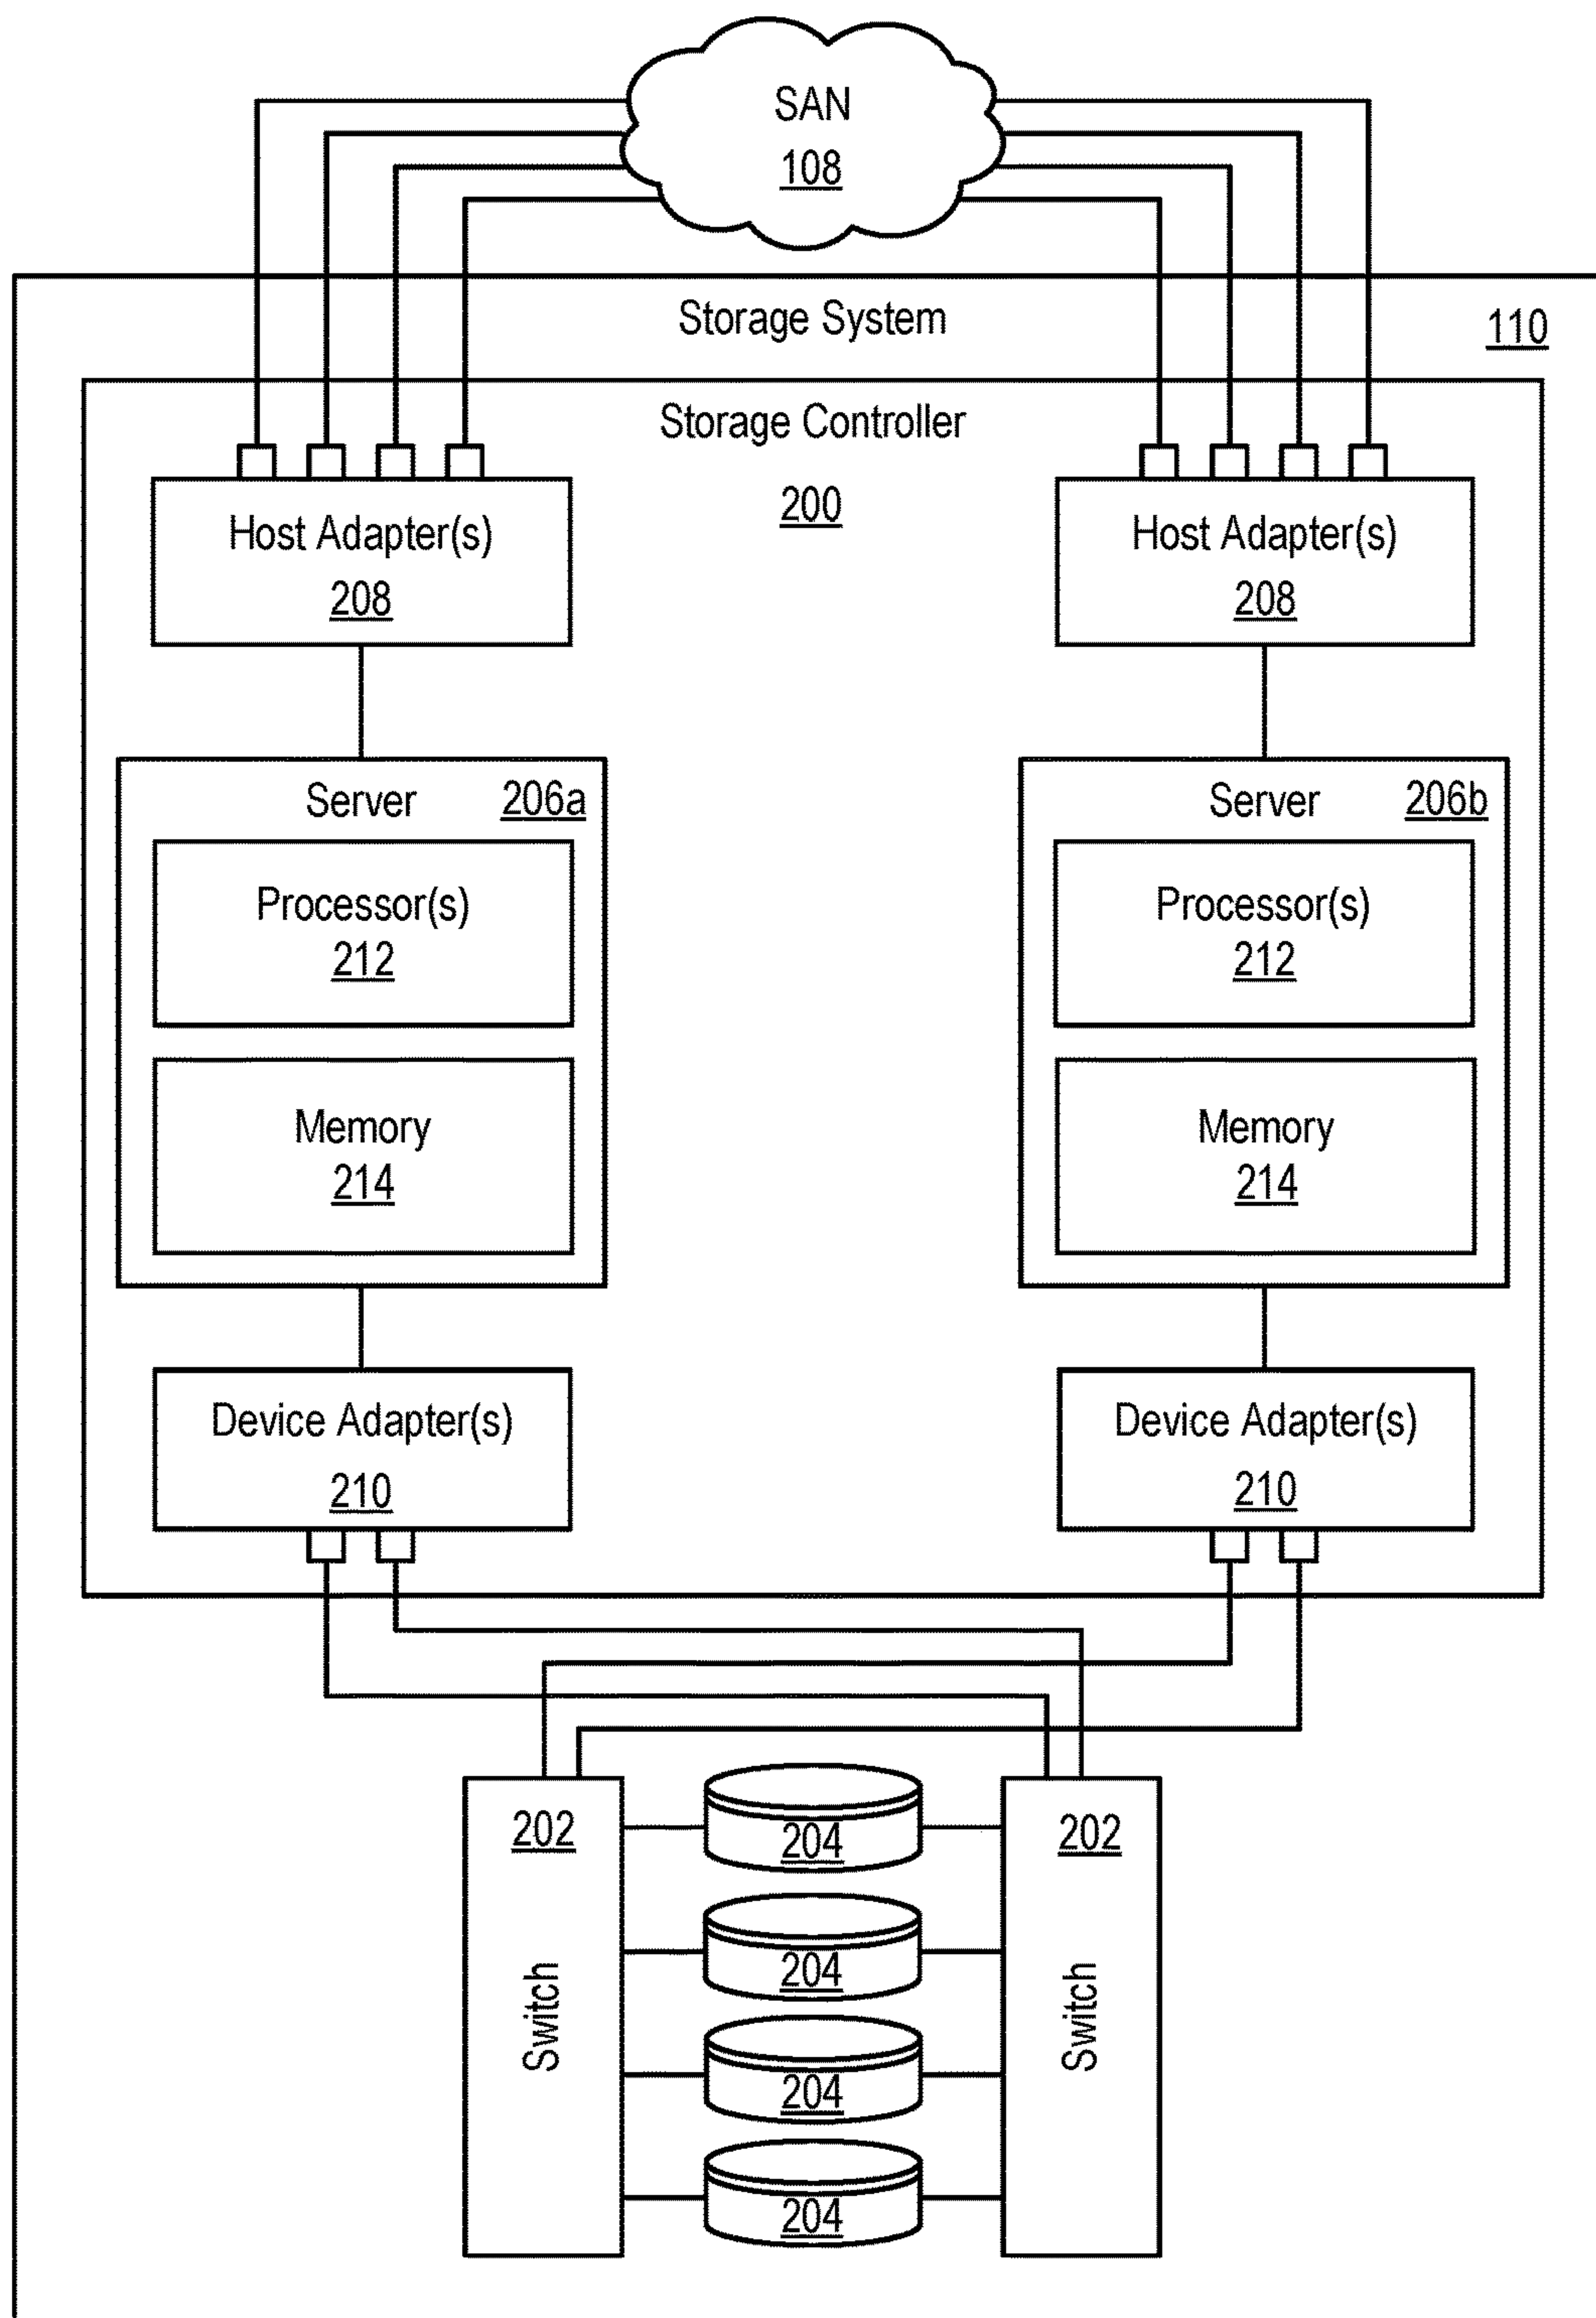 SAN
108
Storage System
110
Storage Controller
200
Host Adapter(s)
208
Host Adapter(s)
208
Server
206a
Processor(s)
212
Memory
214
Server
206b
Processor(s)
212
Memory
214
Device Adapter(s)
210
Device Adapter(s)
210
202
Switch
204
204
204
204
202
Switch